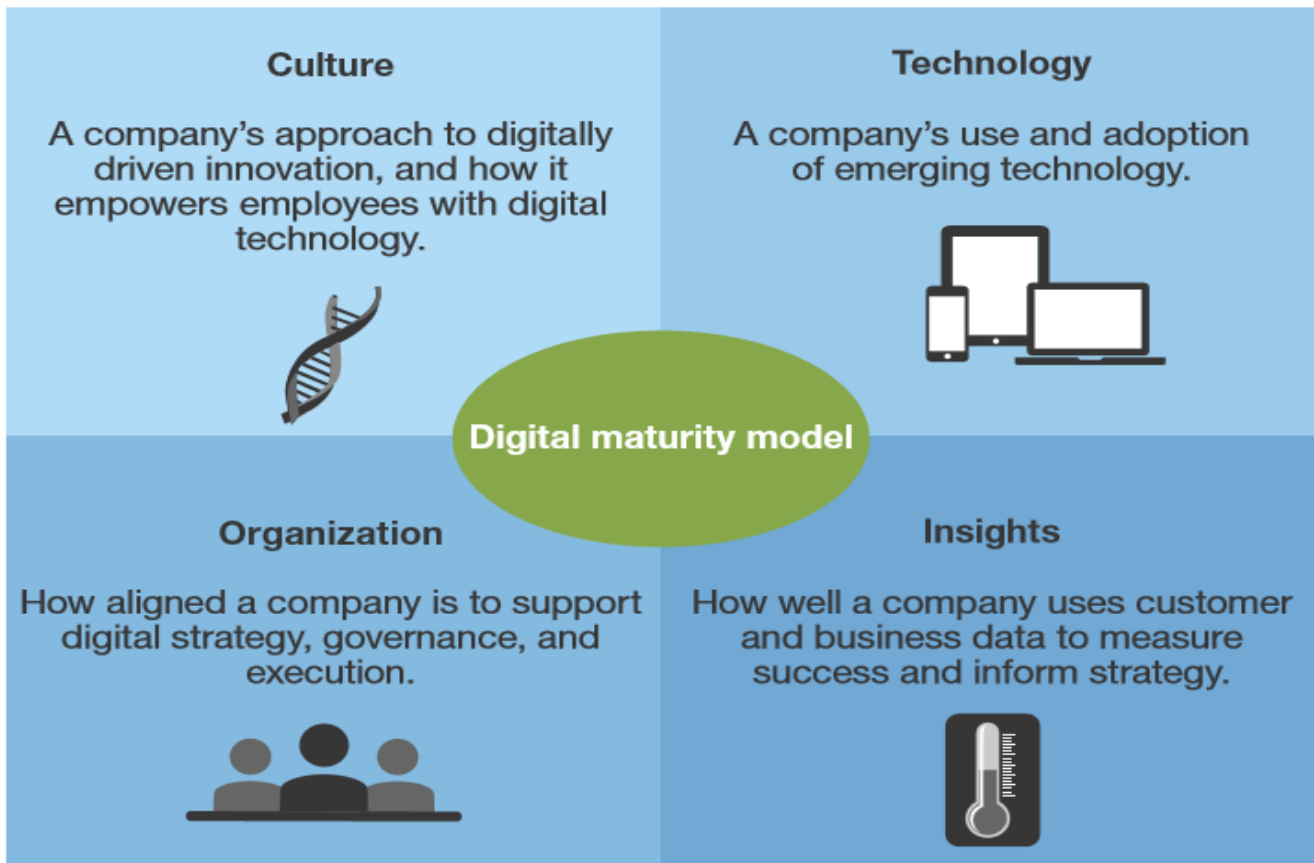 Culture
A company’s approach to digitally
driven innovation, and how it
empowers employees with digital
technology.
Technology
A company’s use and adoption
of emerging technology.
Digital maturity model
Organization
How aligned a company is to support
digital strategy, governance, and
execution.
Insights
How well a company uses customer
and business data to measure
success and inform strategy.